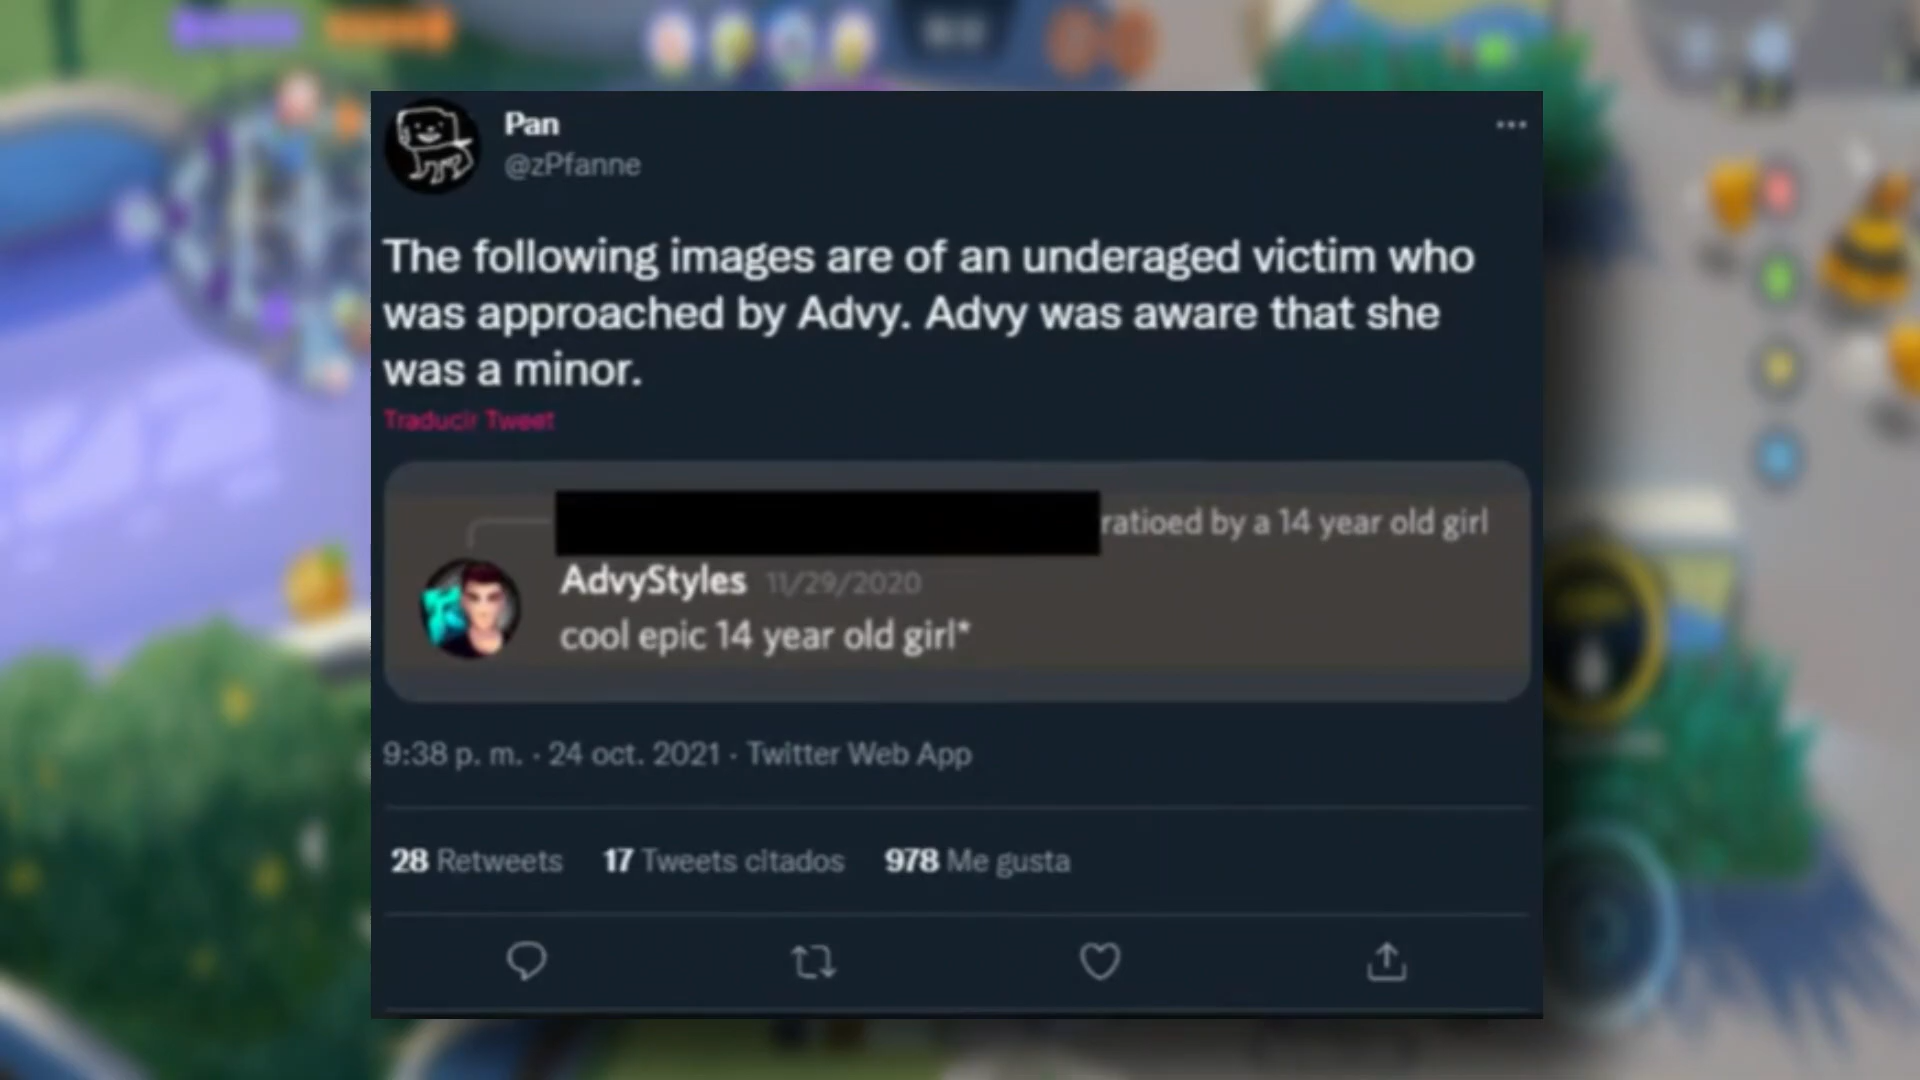 Pan
@zPfanne
The following images are of an underaged victim who
was approached by Advy. Advy was aware that she
was a minor.
Traducir Tweet
ratioed by a 14 year old girl
AdvyStyles 11/29/2020
cool epic 14 year old girl*
9:38 p. m. · 24 oct. 2021 · Twitter Web App
28 Retweets 17 Tweets citados 978 Me gusta